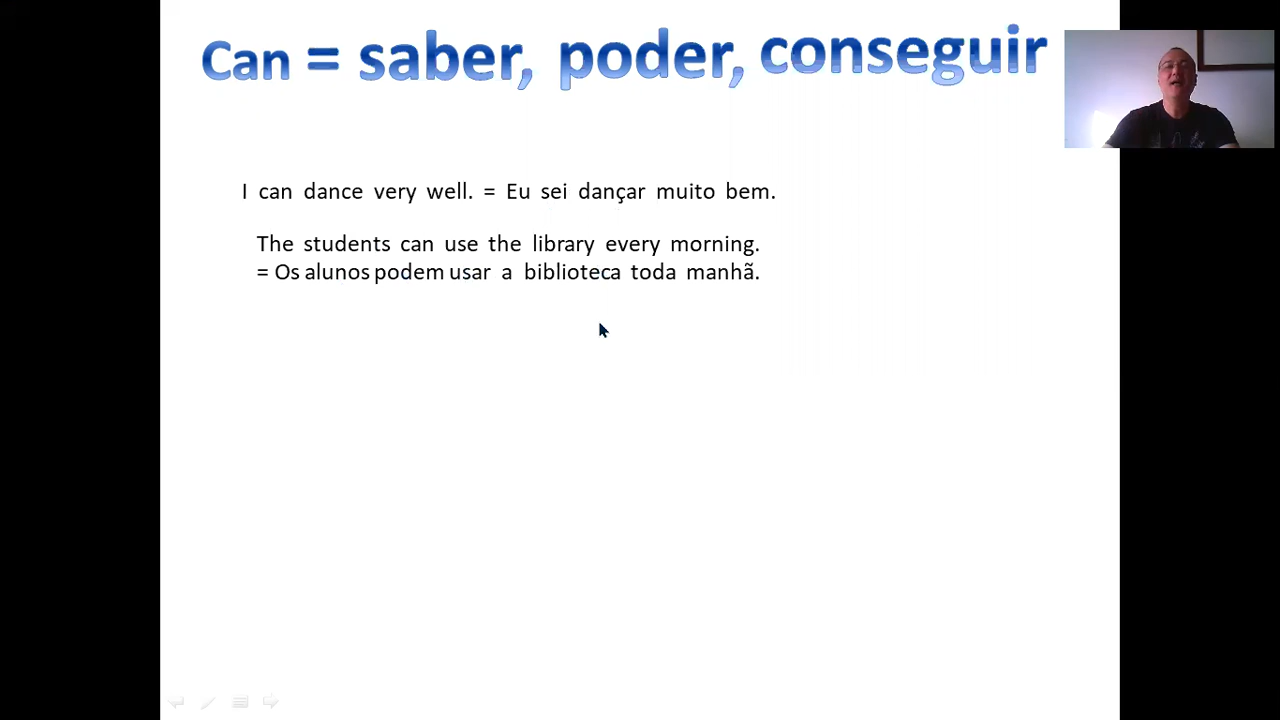 Can = saber, poder, conseguir
I can dance very well. = Eu sei dançar muito bem.
The students can use the library every morning.
= Os alunos podem usar a biblioteca toda manhã.